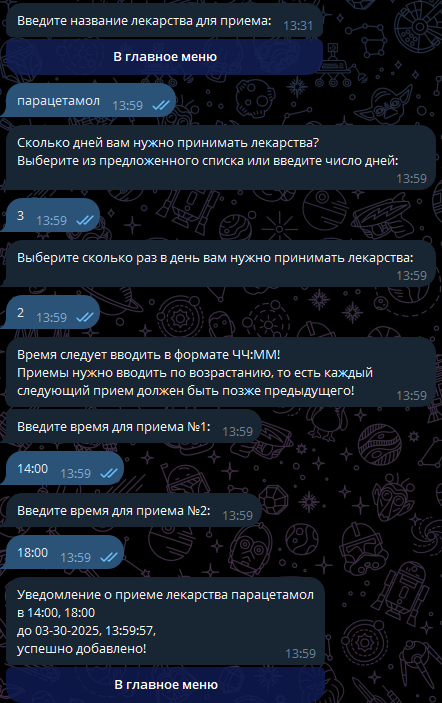 Введите название лекарства для приема:
13:31
В главное меню
парацетамол 13:59
Сколько дней вам нужно принимать лекарства?
Выберите из предложенного списка или введите число дней:
13:59
3 13:59
Выберите сколько раз в день вам нужно принимать лекарства:
13:59
2 13:59
Время следует вводить в формате ЧЧ:ММ!
Приемы нужно вводить по возрастанию, то есть каждый
следующий прием должен быть позже предыдущего!
13:59
Введите время для приема №1: 13:59
14:00 13:59
Введите время для приема №2: 13:59
18:00 13:59
Уведомление о приеме лекарства парацетамол
в 14:00, 18:00
до 03-30-2025, 13:59:57,
успешно добавлено!
13:59
В главное меню